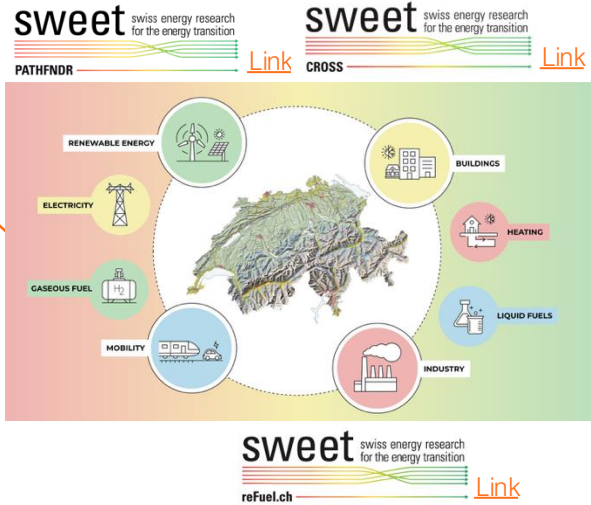 sweet swiss energy research
for the energy transition
PATHFNDR
Link
sweet swiss energy research
for the energy transition
CROSS
Link
RENEWABLE ENERGY
BUILDINGS
ELECTRICITY
HEATING
GASEOUS FUEL
H2
LIQUID FUELS
MOBILITY
INDUSTRY
sweet swiss energy research
for the energy transition
reFuel.ch
Link